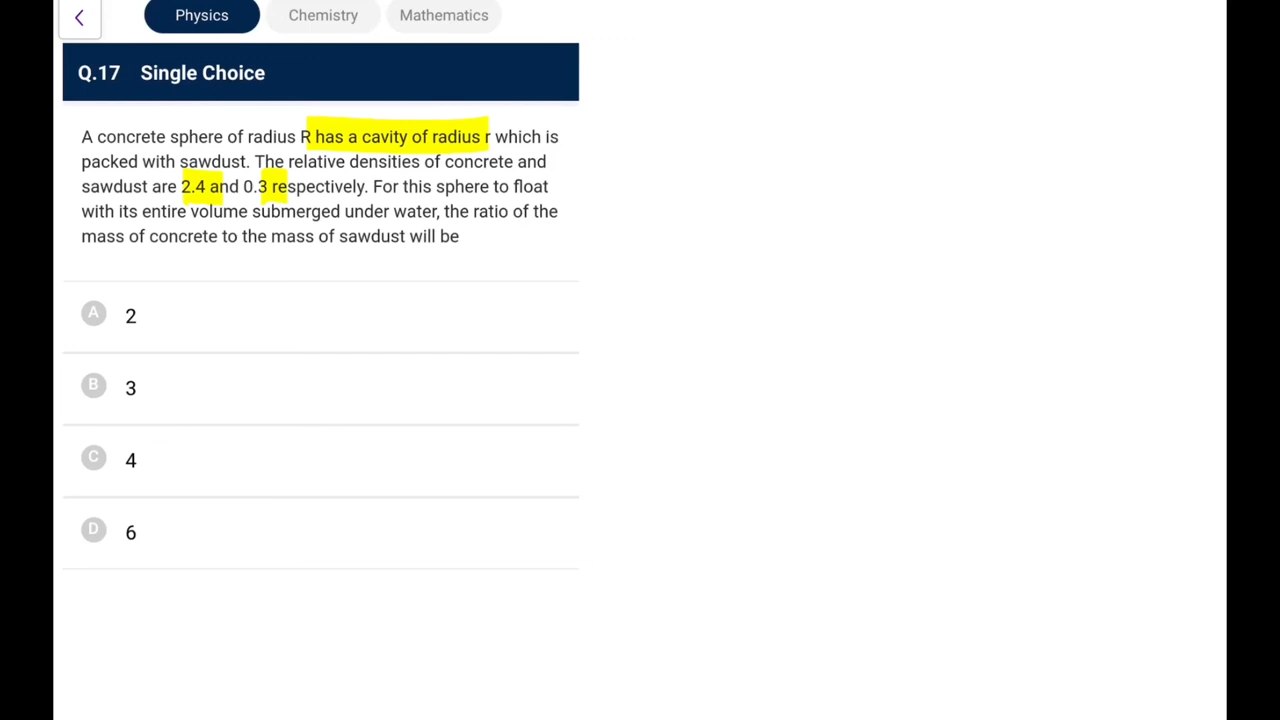 Physics Chemistry Mathematics
Q.17 Single Choice
A concrete sphere of radius R has a cavity of radius r which is
packed with sawdust. The relative densities of concrete and
sawdust are 2.4 and 0.3 respectively. For this sphere to float
with its entire volume submerged under water, the ratio of the
mass of concrete to the mass of sawdust will be
A 2
B 3
C 4
D 6